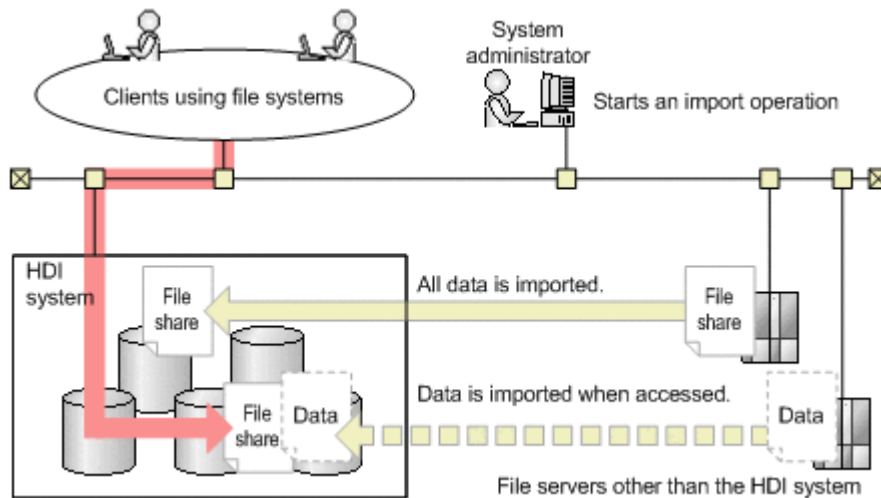 System
administrator
Clients using file systems
Starts an import operation
HDI
system
File
share
All data is imported.
File
share
Data is imported when accessed.
File
share
Data
Data
File servers other than the HDI system